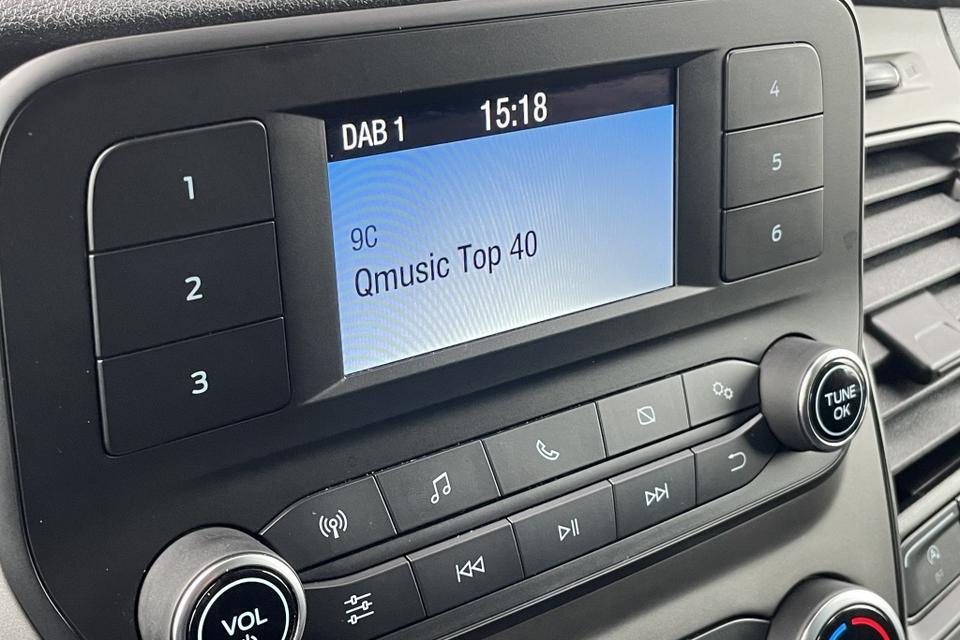 DAB 1
15:18
9C
Qmusic Top 40
1
2
3
4
5
6
TUNE
OK
VOL